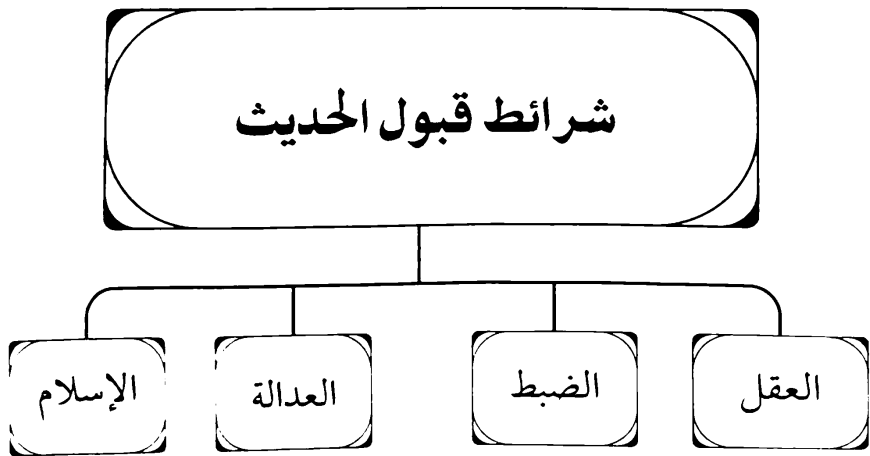 شرائط قبول الحديث
العقل
الضبط
العدالة
الإسلام